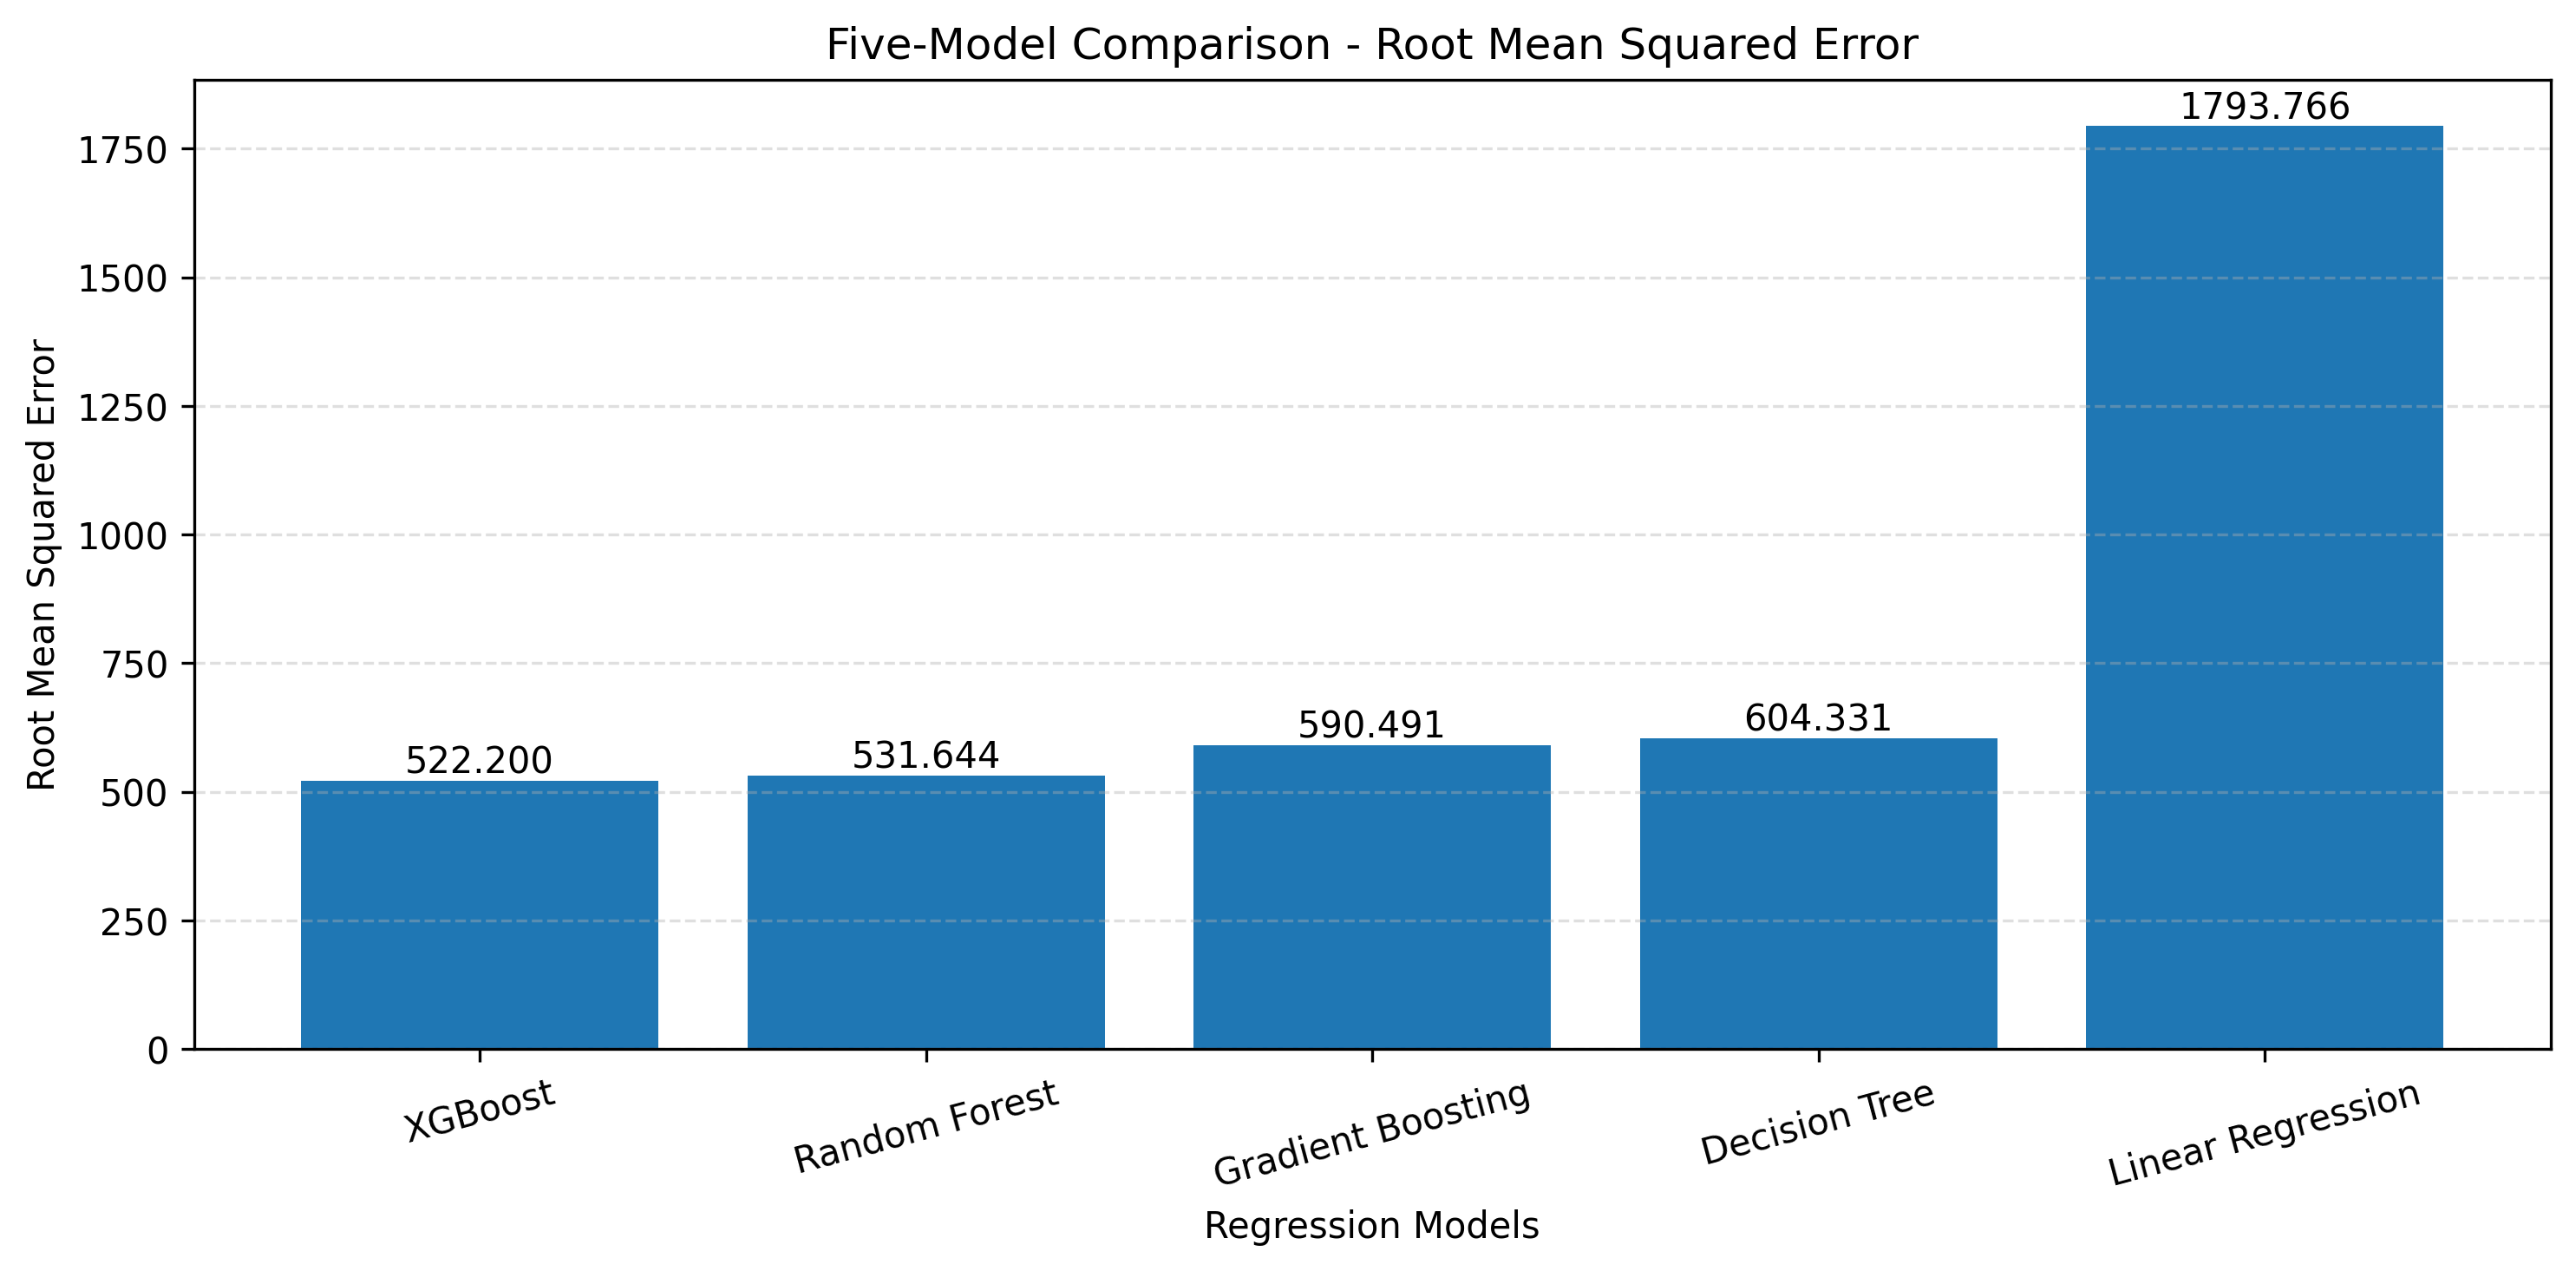 Five-Model Comparison - Root Mean Squared Error
Root Mean Squared Error
1750
1500
1250
1000
750
500
250
0
522.200
531.644
590.491
604.331
1793.766
XGBoost
Random Forest
Gradient Boosting
Decision Tree
Linear Regression
Regression Models